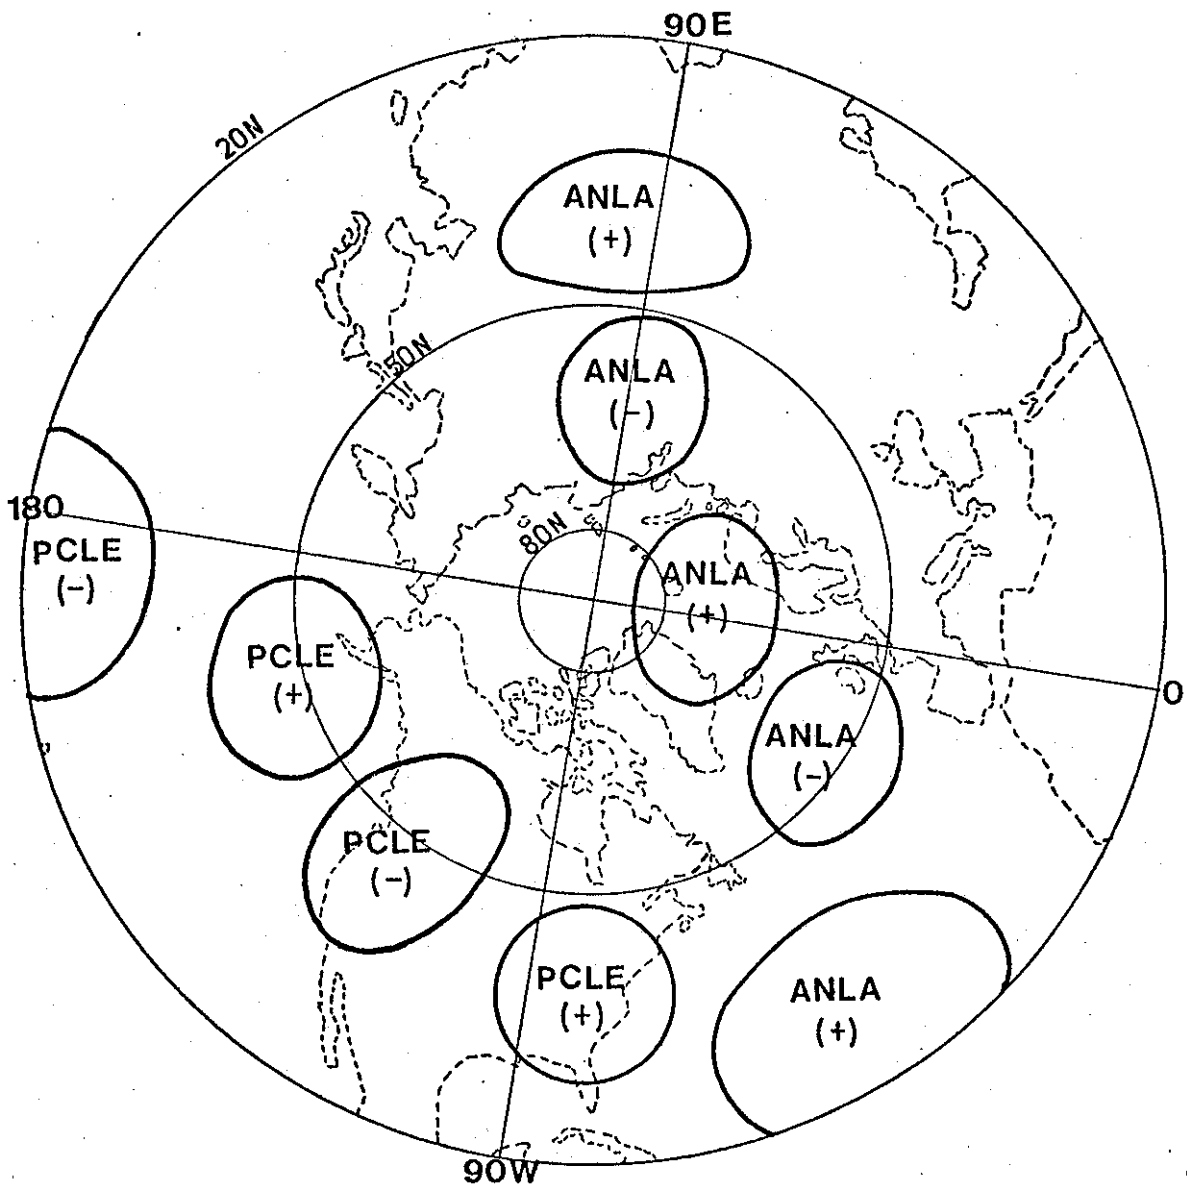 90E
20N
ANLA
(+)
50N
ANLA
(-)
180
80N
PCLE
(-)
ANLA
(+)
PCLE
(+)
0
ANLA
(-)
PCLE
(-)
PCLE
(+)
ANLA
(+)
90W